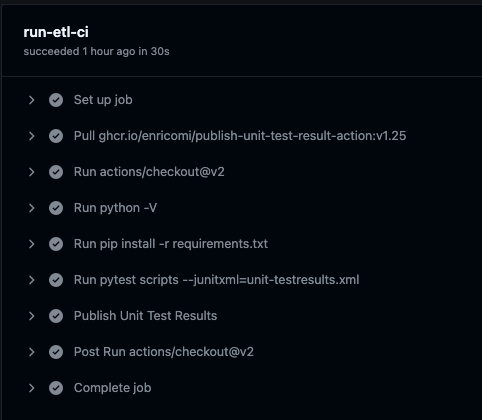 run-etl-ci
succeeded 1 hour ago in 30s
Set up job
Pull ghcr.io/enricomi/publish-unit-test-result-action:v1.25
Run actions/checkout@v2
Run python -V
Run pip install -r requirements.txt
Run pytest scripts --junitxml=unit-testresults.xml
Publish Unit Test Results
Post Run actions/checkout@v2
Complete job